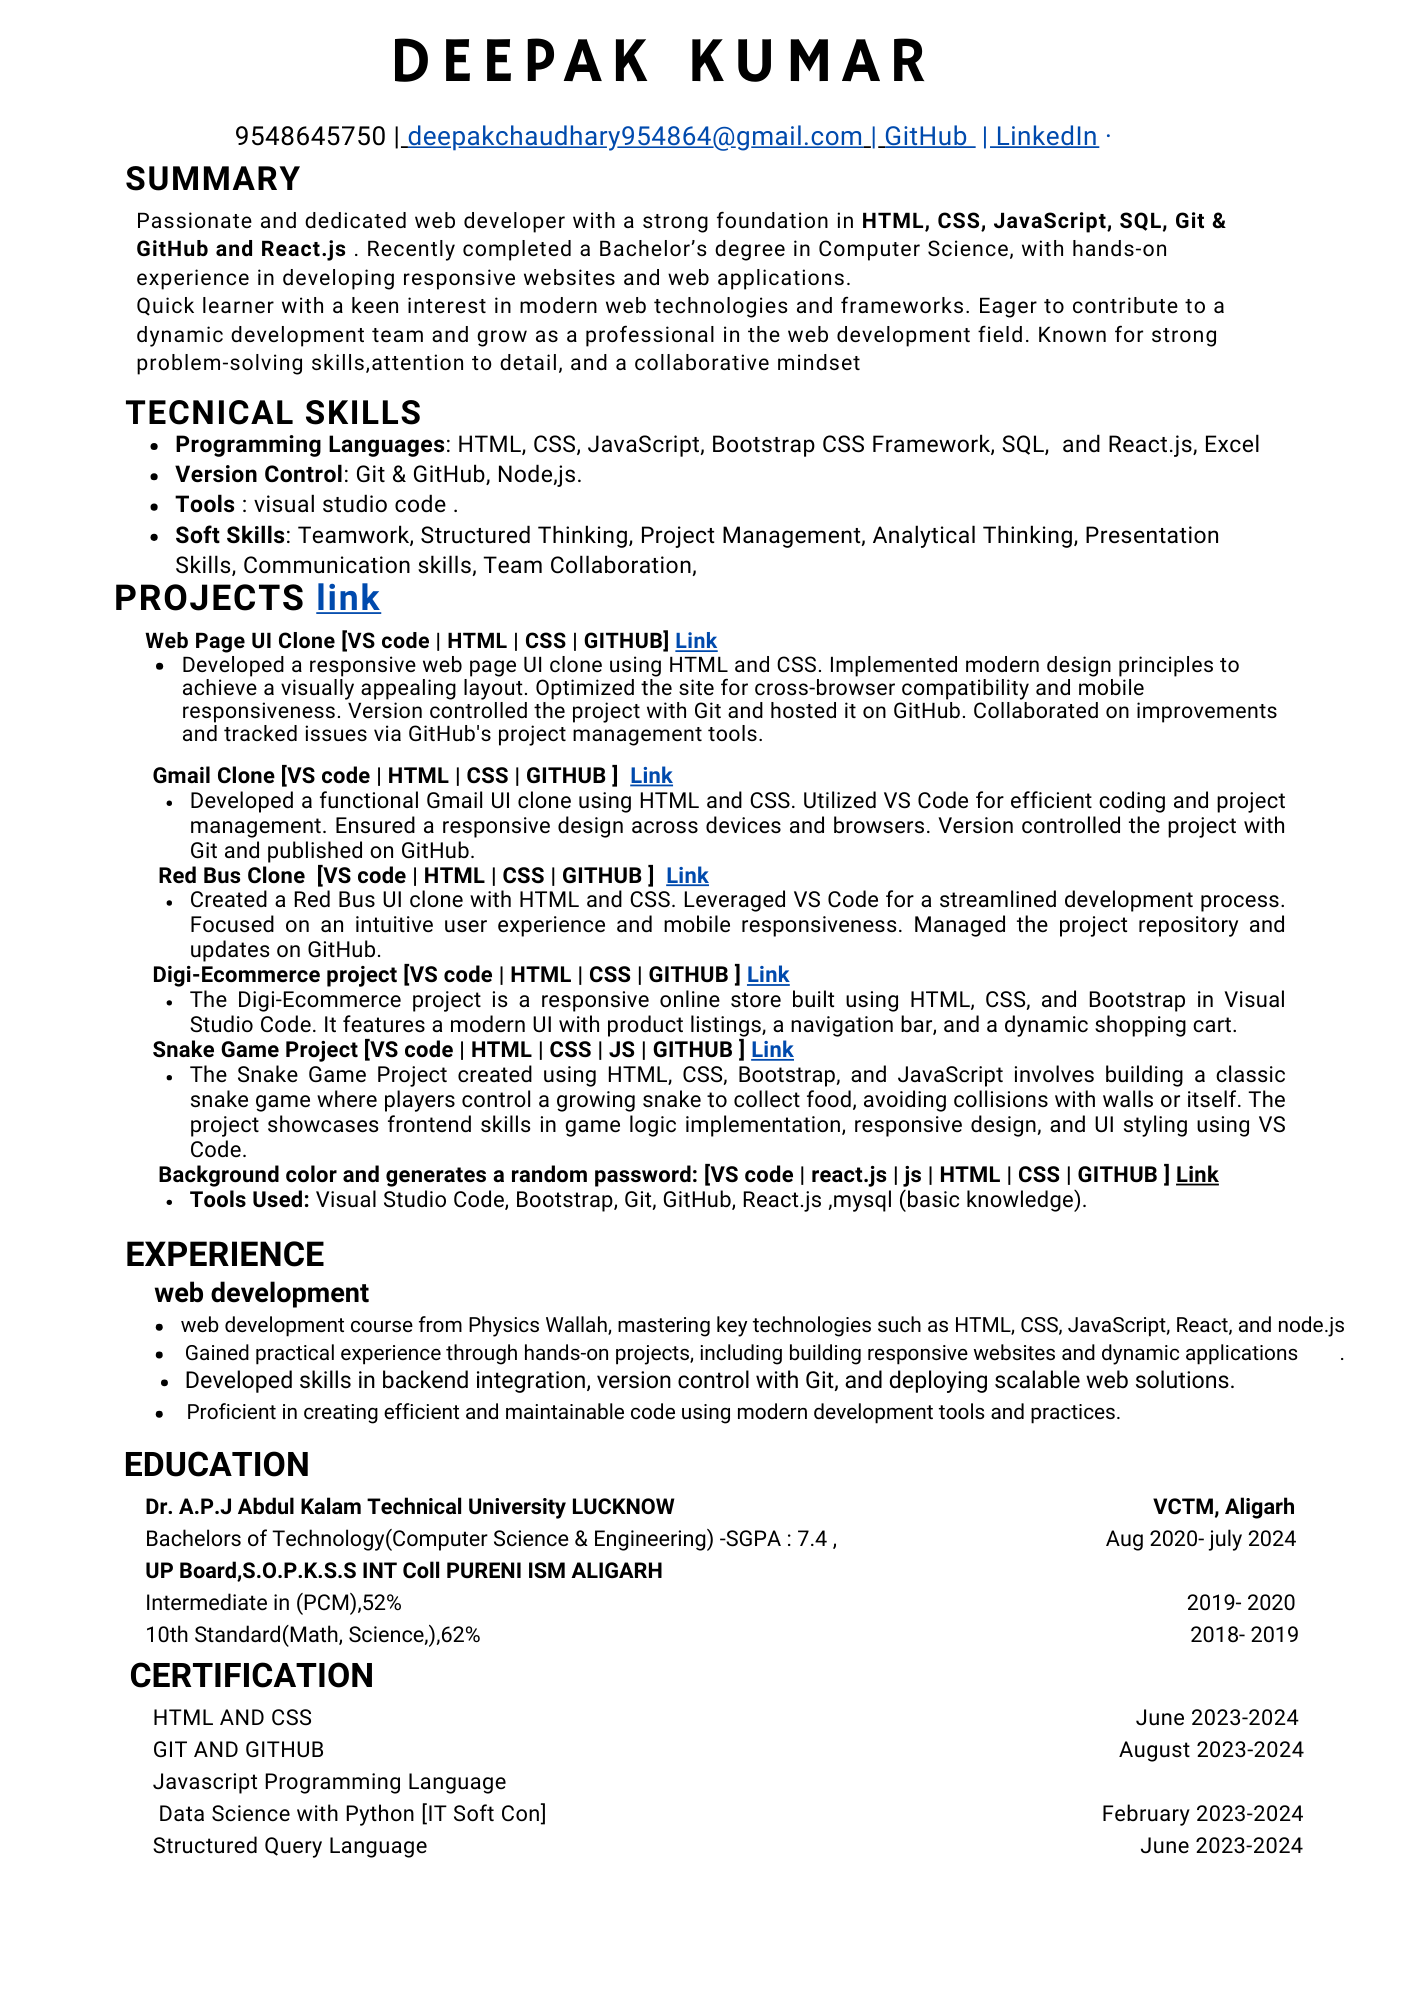 DEEPAK KUMAR
9548645750 | deepakchaudhary954864@gmail.com | GitHub | LinkedIn ·
SUMMARY
Passionate and dedicated web developer with a strong foundation in HTML, CSS, JavaScript, SQL, Git &
GitHub and React.js . Recently completed a Bachelor’s degree in Computer Science, with hands-on
experience in developing responsive websites and web applications.
Quick learner with a keen interest in modern web technologies and frameworks. Eager to contribute to a
dynamic development team and grow as a professional in the web development field. Known for strong
problem-solving skills,attention to detail, and a collaborative mindset
TECNICAL SKILLS
• Programming Languages: HTML, CSS, JavaScript, Bootstrap CSS Framework, SQL, and React.js, Excel
• Version Control: Git & GitHub, Node,js.
• Tools : visual studio code .
• Soft Skills: Teamwork, Structured Thinking, Project Management, Analytical Thinking, Presentation
Skills, Communication skills, Team Collaboration,
PROJECTS link
Web Page UI Clone [VS code | HTML | CSS | GITHUB] Link
• Developed a responsive web page UI clone using HTML and CSS. Implemented modern design principles to
achieve a visually appealing layout. Optimized the site for cross-browser compatibility and mobile
responsiveness. Version controlled the project with Git and hosted it on GitHub. Collaborated on improvements
and tracked issues via GitHub's project management tools.
Gmail Clone [VS code | HTML | CSS | GITHUB ] Link
• Developed a functional Gmail UI clone using HTML and CSS. Utilized VS Code for efficient coding and project
management. Ensured a responsive design across devices and browsers. Version controlled the project with
Git and published on GitHub.
Red Bus Clone [VS code | HTML | CSS | GITHUB ] Link
• Created a Red Bus UI clone with HTML and CSS. Leveraged VS Code for a streamlined development process.
Focused on an intuitive user experience and mobile responsiveness. Managed the project repository and
updates on GitHub.
Digi-Ecommerce project [VS code | HTML | CSS | GITHUB ] Link
• The Digi-Ecommerce project is a responsive online store built using HTML, CSS, and Bootstrap in Visual
Studio Code. It features a modern UI with product listings, a navigation bar, and a dynamic shopping cart.
Snake Game Project [VS code | HTML | CSS | JS | GITHUB ] Link
• The Snake Game Project created using HTML, CSS, Bootstrap, and JavaScript involves building a classic
snake game where players control a growing snake to collect food, avoiding collisions with walls or itself. The
project showcases frontend skills in game logic implementation, responsive design, and UI styling using VS
Code.
Background color and generates a random password: [VS code | react.js | js | HTML | CSS | GITHUB ] Link
• Tools Used: Visual Studio Code, Bootstrap, Git, GitHub, React.js ,mysql (basic knowledge).
EXPERIENCE
web development
• web development course from Physics Wallah, mastering key technologies such as HTML, CSS, JavaScript, React, and node.js
• Gained practical experience through hands-on projects, including building responsive websites and dynamic applications .
• Developed skills in backend integration, version control with Git, and deploying scalable web solutions.
• Proficient in creating efficient and maintainable code using modern development tools and practices.
EDUCATION
Dr. A.P.J Abdul Kalam Technical University LUCKNOW VCTM, Aligarh
Bachelors of Technology(Computer Science & Engineering) -SGPA : 7.4 , Aug 2020- july 2024
UP Board,S.O.P.K.S.S INT Coll PURENI ISM ALIGARH
Intermediate in (PCM),52% 2019- 2020
10th Standard(Math, Science,),62% 2018- 2019
CERTIFICATION
HTML AND CSS June 2023-2024
GIT AND GITHUB August 2023-2024
Javascript Programming Language
Data Science with Python [IT Soft Con] February 2023-2024
Structured Query Language June 2023-2024